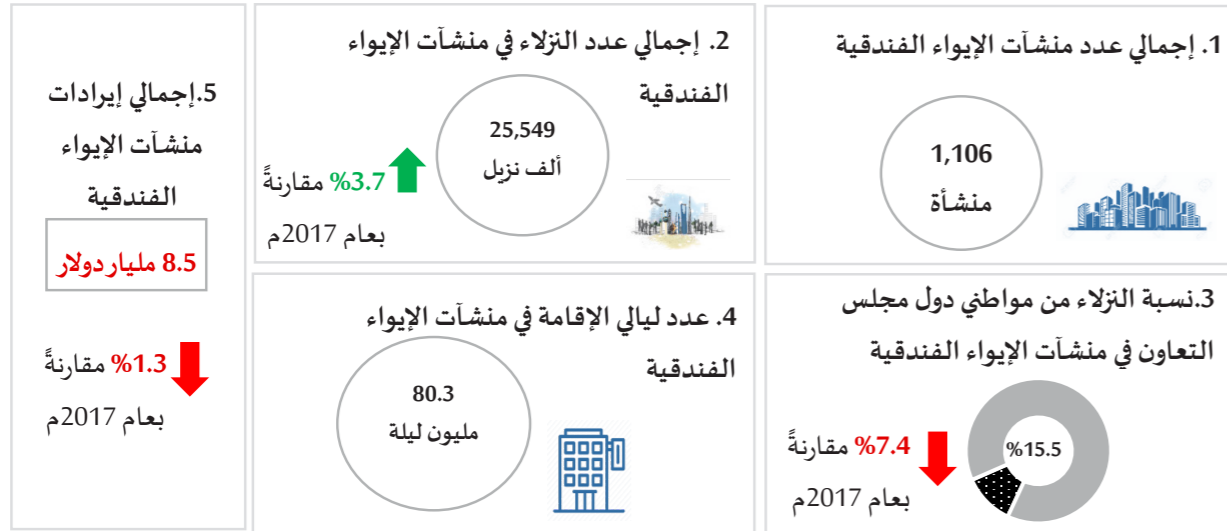 1. إجمالي عدد منشآت الإيواء الفندقية
1,106
منشأة
2. إجمالي عدد النزلاء في منشآت الإيواء
الفندقية
25,549
ألف نزيل
%3.7 مقارنةً
بعام 2017م
3.نسبة النزلاء من مواطني دول مجلس
التعاون في منشآت الإيواء الفندقية
%15.5
%7.4 مقارنةً
بعام 2017م
4. عدد ليالي الإقامة في منشآت الإيواء
الفندقية
80.3
مليون ليلة
5.إجمالي إيرادات
منشآت الإيواء
الفندقية
8.5 مليار دولار
%1.3 مقارنةً
بعام 2017م